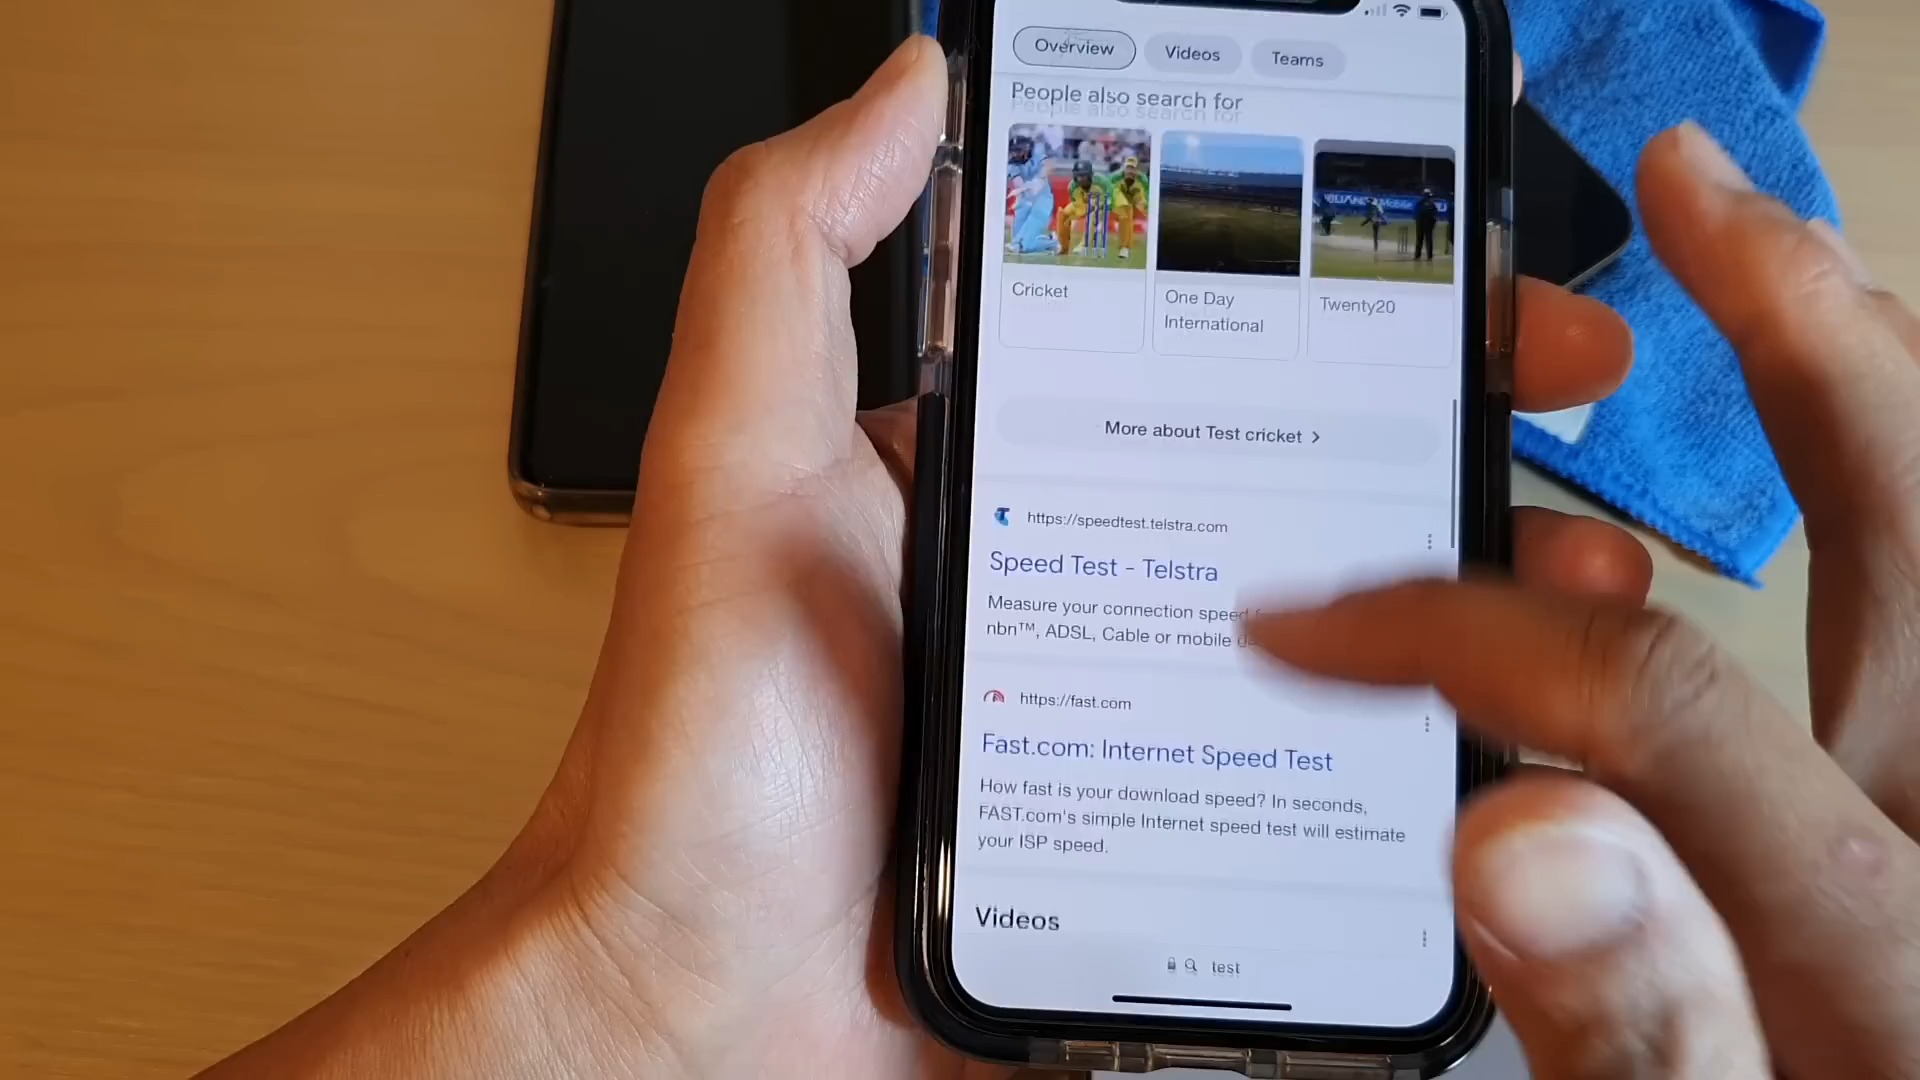 Overview Videos Teams
People also search for
Cricket
One Day
International
Twenty20
More about Test cricket >
https://speedtest.telstra.com
Speed Test - Telstra
Measure your connection speed
nbn™, ADSL, Cable or mobile
https://fast.com
Fast.com: Internet Speed Test
How fast is your download speed? In seconds,
FAST.com's simple Internet speed test will estimate
your ISP speed.
Videos
test